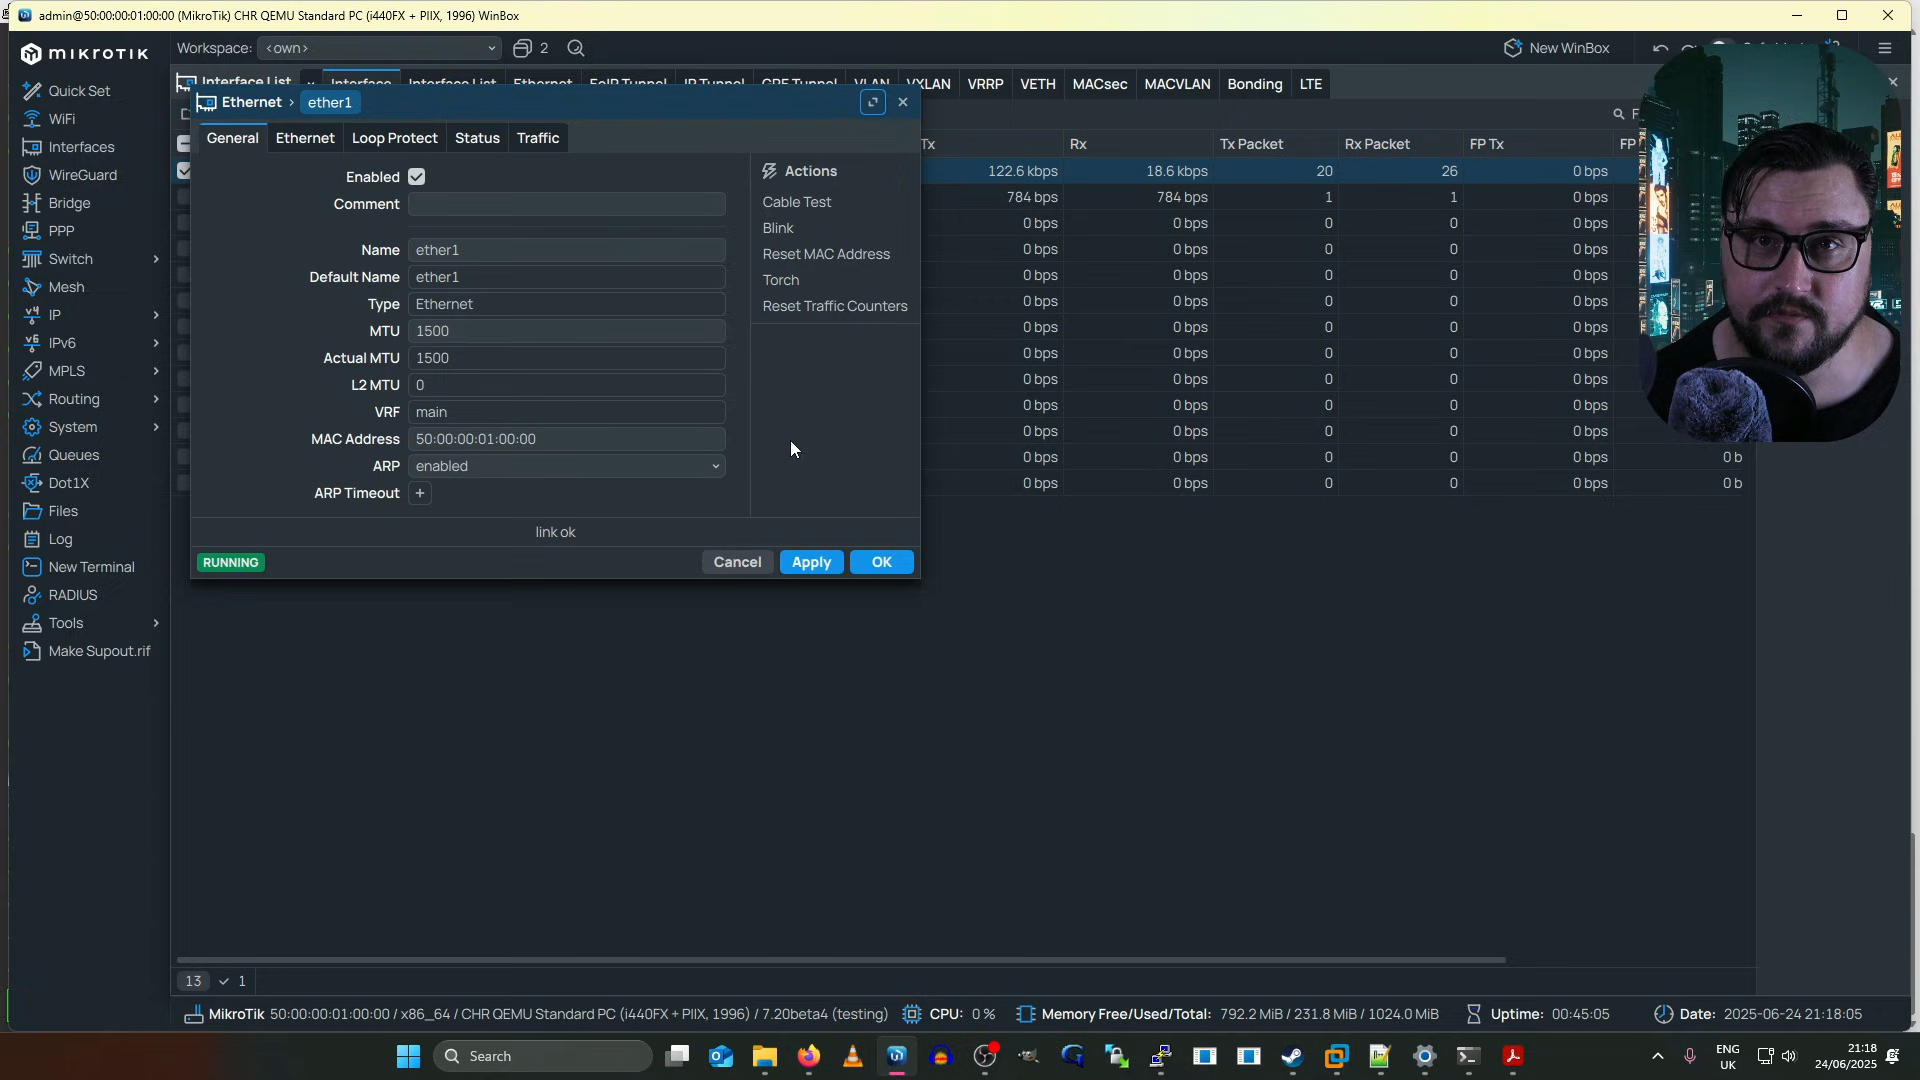 admin@50:00:00:01:00:00 (MikroTik) CHR QEMU Standard PC (i440FX + PIIX, 1996) WinBox
MIKROTIK
Workspace: <own> 2 New WinBox
Quick Set
WiFi
Interfaces
WireGuard
Bridge
PPP
Switch
Mesh
IP
IPv6
MPLS
Routing
System
Queues
Dot1X
Files
Log
New Terminal
RADIUS
Tools
Make Supout.rif
Interface List Interface Interface List Ethernet EoIP Tunnel IP Tunnel GRE Tunnel VLAN VXLAN VRRP VETH MACsec MACVLAN Bonding LTE
Ethernet > ether1
General Ethernet Loop Protect Status Traffic
Enabled
Comment
Name ether1
Default Name ether1
Type Ethernet
MTU 1500
Actual MTU 1500
L2 MTU 0
VRF main
MAC Address 50:00:00:01:00:00
ARP enabled
ARP Timeout +
link ok
RUNNING Cancel Apply OK
Actions
Cable Test
Blink
Reset MAC Address
Torch
Reset Traffic Counters
Tx Rx Tx Packet Rx Packet FP Tx FP
122.6 kbps 18.6 kbps 20 26 0 bps
784 bps 784 bps 1 1 0 bps
0 bps 0 bps 0 0 0 bps
0 bps 0 bps 0 0 0 bps
0 bps 0 bps 0 0 0 bps
0 bps 0 bps 0 0 0 bps
0 bps 0 bps 0 0 0 bps
0 bps 0 bps 0 0 0 bps
0 bps 0 bps 0 0 0 bps
0 bps 0 bps 0 0 0 bps
0 bps 0 bps 0 0 0 bps
0 bps 0 bps 0 0 0 bps 0 b
0 bps 0 bps 0 0 0 bps 0 b
13 1
MikroTik 50:00:00:01:00:00 / x86_64 / CHR QEMU Standard PC (i440FX + PIIX, 1996) / 7.20beta4 (testing) CPU: 0 % Memory Free/Used/Total: 792.2 MiB / 231.8 MiB / 1024.0 MiB Uptime: 00:45:05 Date: 2025-06-24 21:18:05
Search
ENG
UK
21:18
24/06/2025